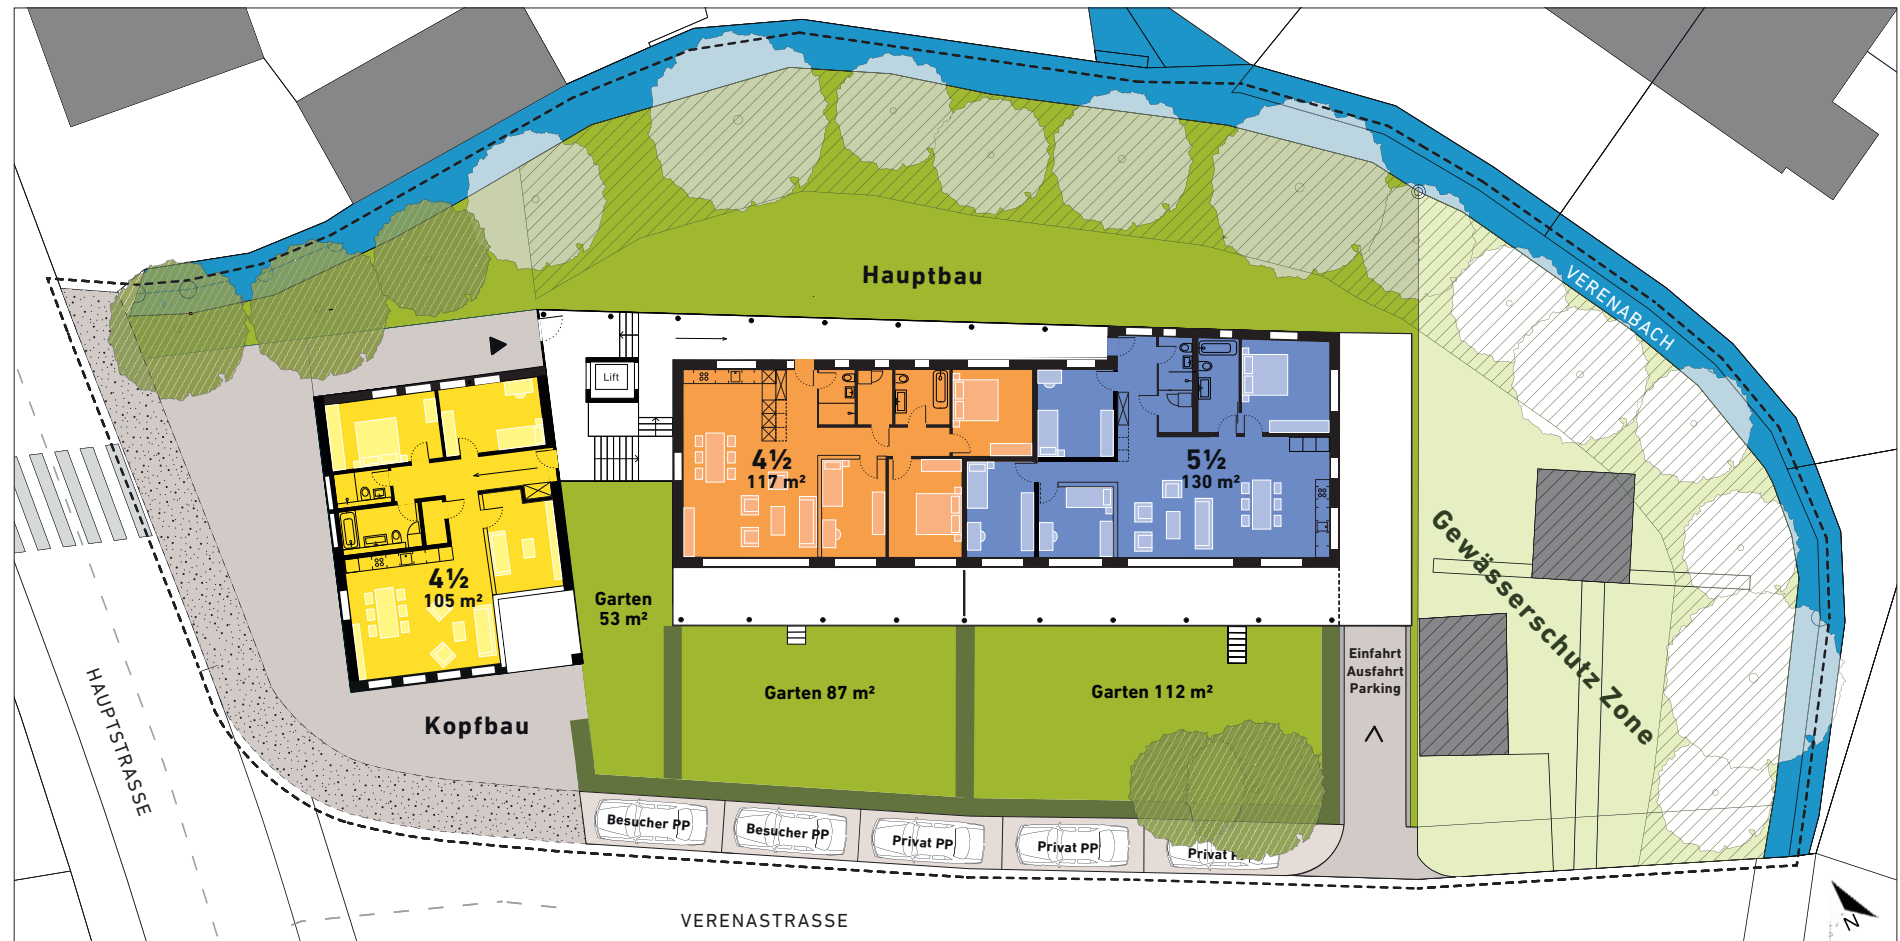 Hauptbau
VERENABACH
Lift
4½
117 m²
5½
130 m²
4½
105 m²
Garten
53 m²
Gewässerschutz Zone
Einfahrt
Ausfahrt
Parking
Garten 87 m²
Garten 112 m²
Kopfbau
HAUPTSTRASSE
Besucher PP
Besucher PP
Privat PP
Privat PP
Privat
VERENASTRASSE
N